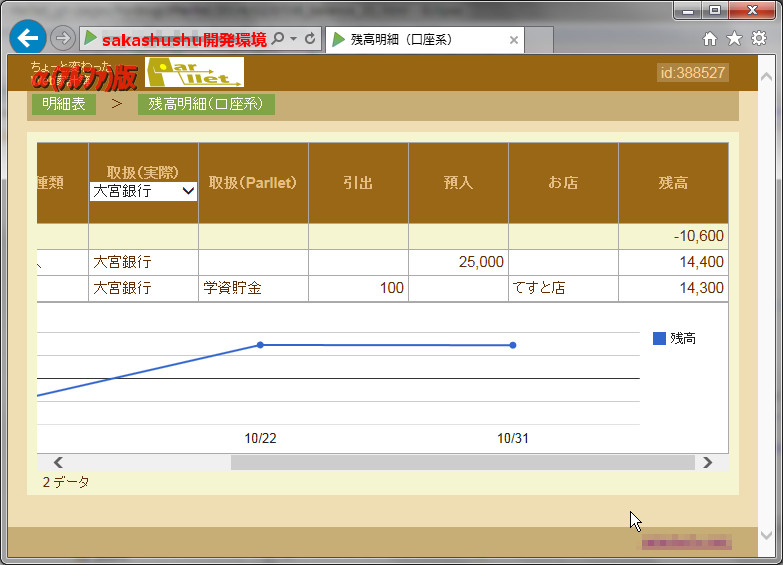 sakashushu開発環境
残高明細（口座系）
ちょーと変わった
α(アルファ)版
Parllet
id:388527
明細表 > 残高明細（口座系）
種類 取扱（実際） 大宮銀行 取扱（Parllet） 引出 預入 お店 残高
-10,600
大宮銀行 25,000 14,400
大宮銀行 学資貯金 100 てすと店 14,300
残高
10/22 10/31
2 データ